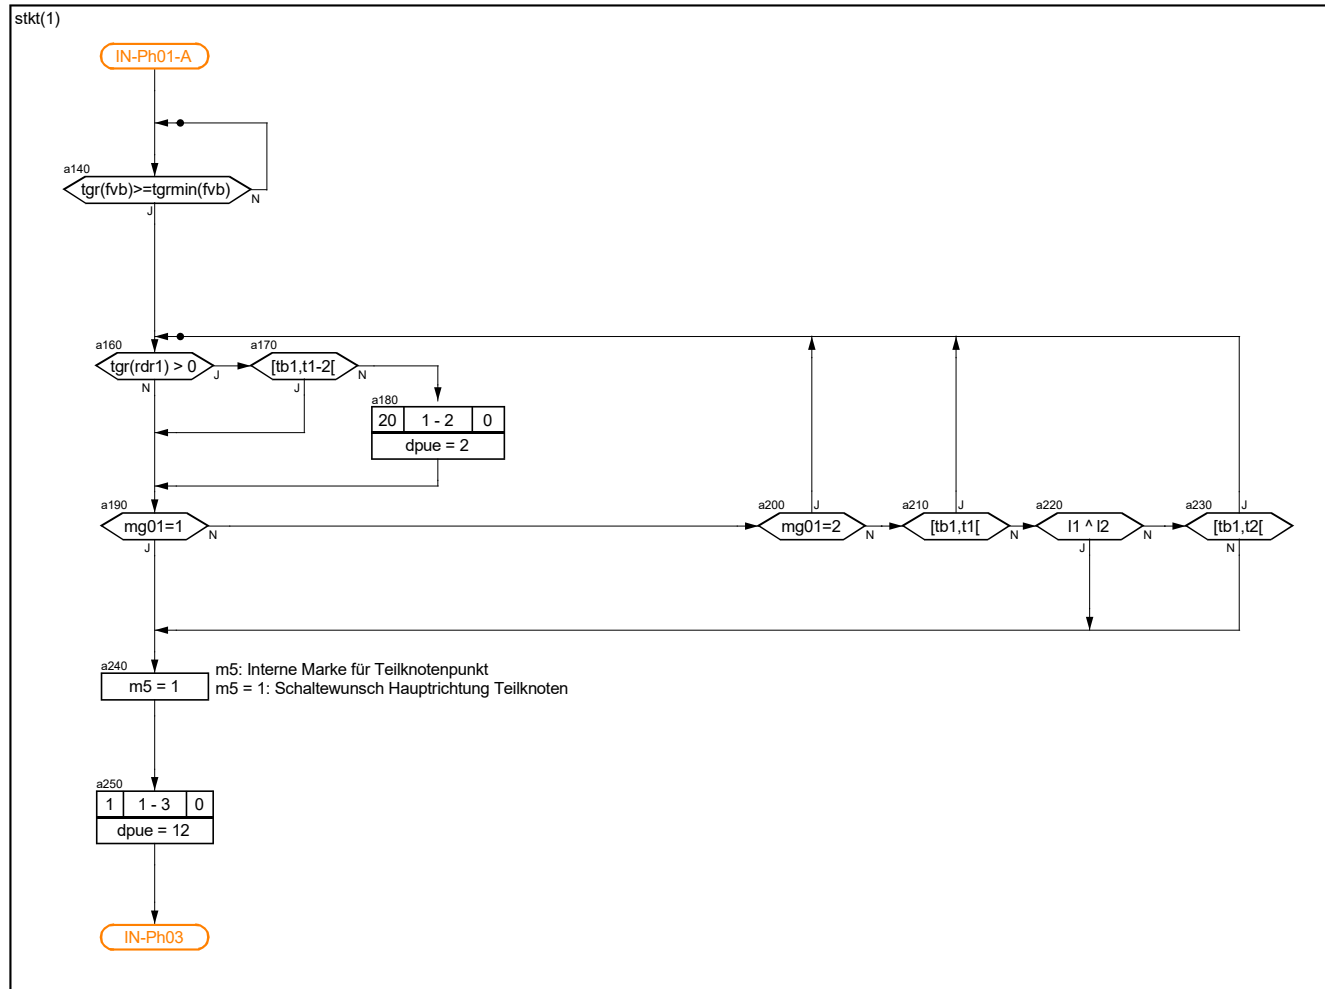 stkt(1)
IN-Ph01-A
a140
tgr(fvb)>=tgrmin(fvb)
N
J
a160
tgr(rdr1) > 0
J
N
a170
[tb1,t1-2[
N
J
a180
20 1 - 2 0
dpue = 2
a190
mg01=1
N
J
a200
mg01=2
J
N
a210
[tb1,t1[
J
N
a220
l1 ^ l2
N
J
a230
[tb1,t2[
J
N
a240
m5 = 1
m5: Interne Marke für Teilknotenpunkt
m5 = 1: Schaltewunsch Hauptrichtung Teilknoten
a250
1 1 - 3 0
dpue = 12
IN-Ph03